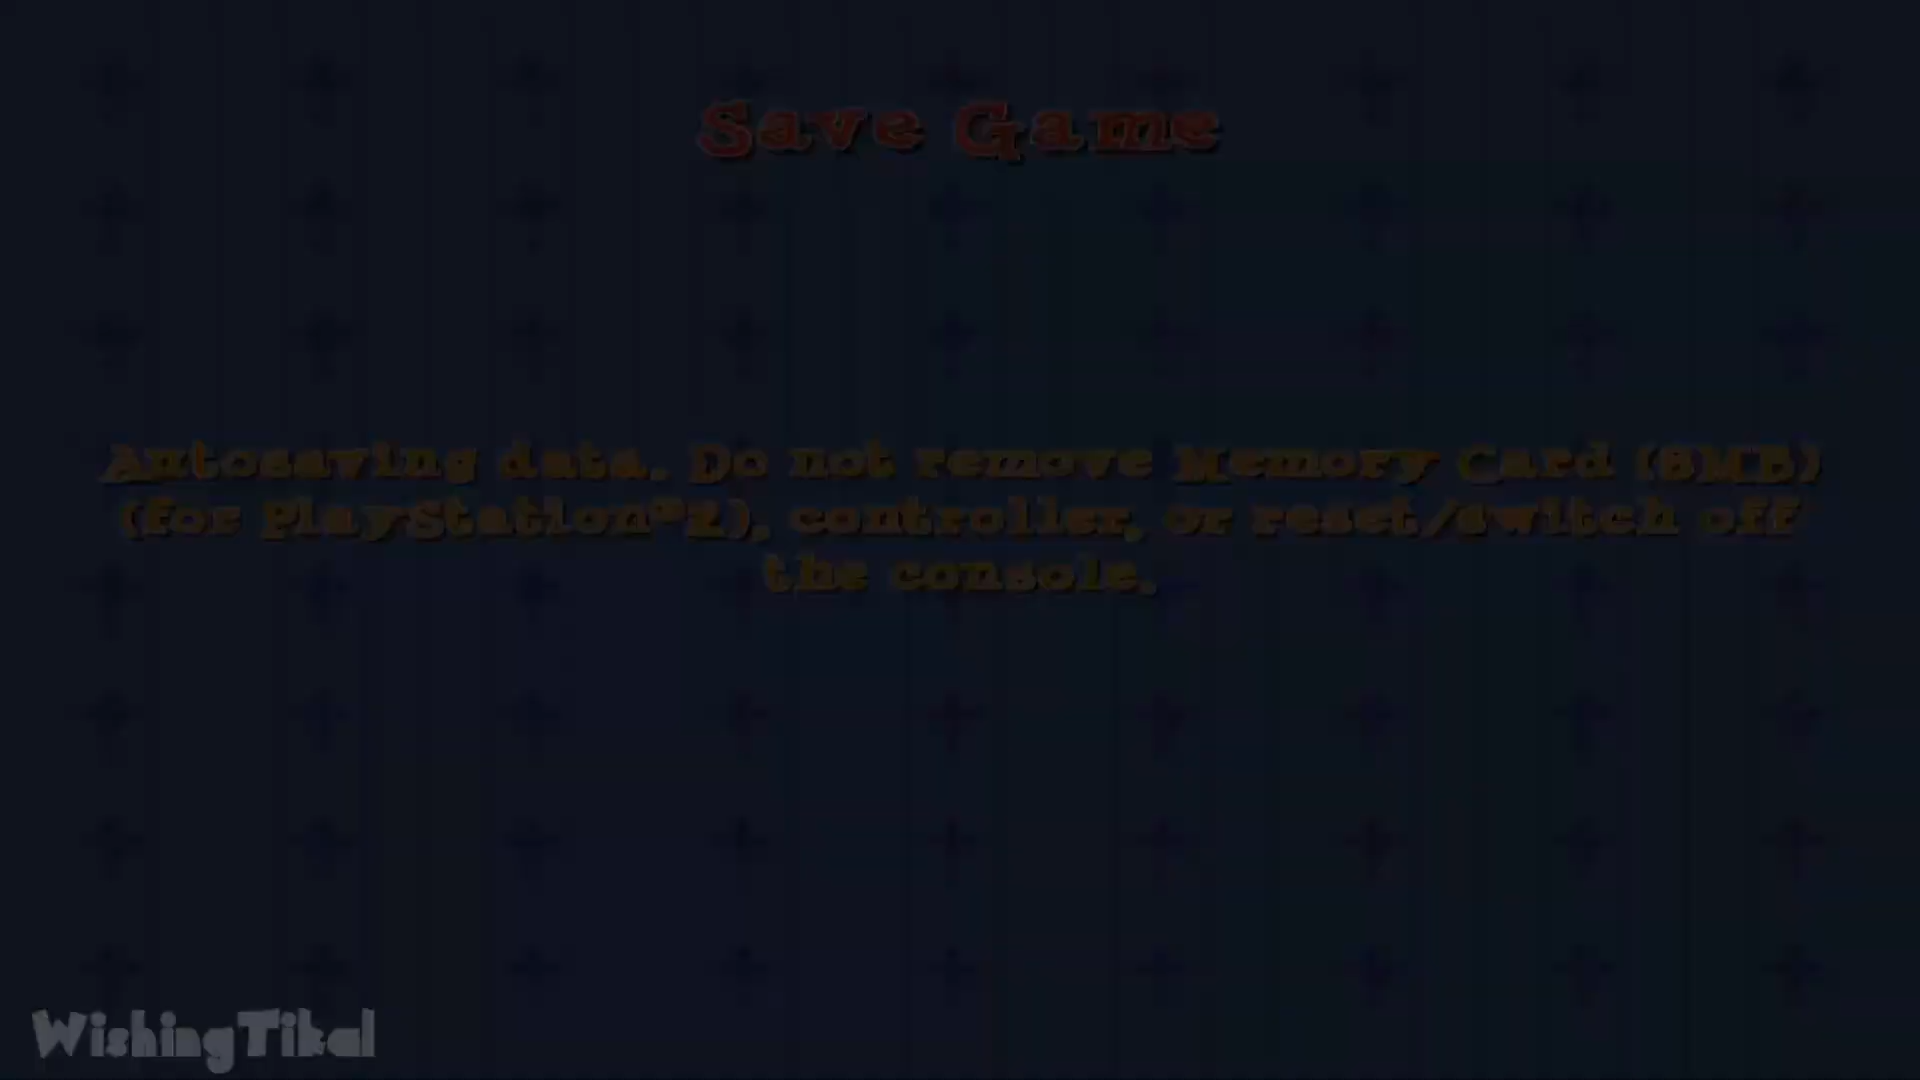 Save Game
Autosaving data. Do not remove Memory Card (8MB)
(for PlayStation®2), controller, or reset/switch off
the console.
WishingTikal